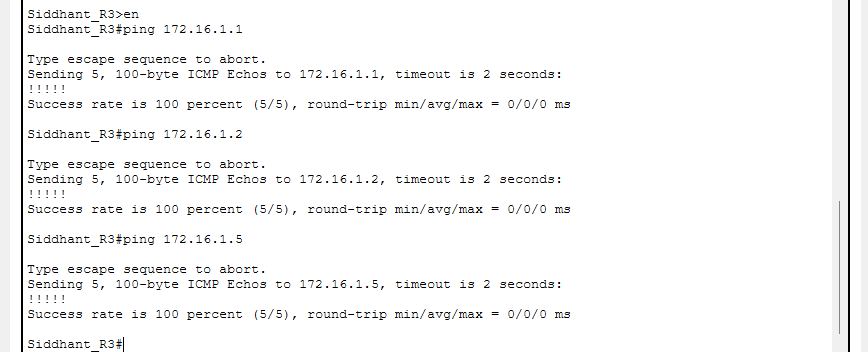 Siddhant_R3>en
Siddhant_R3#ping 172.16.1.1
Type escape sequence to abort.
Sending 5, 100-byte ICMP Echos to 172.16.1.1, timeout is 2 seconds:
!!!!!
Success rate is 100 percent (5/5), round-trip min/avg/max = 0/0/0 ms
Siddhant_R3#ping 172.16.1.2
Type escape sequence to abort.
Sending 5, 100-byte ICMP Echos to 172.16.1.2, timeout is 2 seconds:
!!!!!
Success rate is 100 percent (5/5), round-trip min/avg/max = 0/0/0 ms
Siddhant_R3#ping 172.16.1.5
Type escape sequence to abort.
Sending 5, 100-byte ICMP Echos to 172.16.1.5, timeout is 2 seconds:
!!!!!
Success rate is 100 percent (5/5), round-trip min/avg/max = 0/0/0 ms
Siddhant_R3#